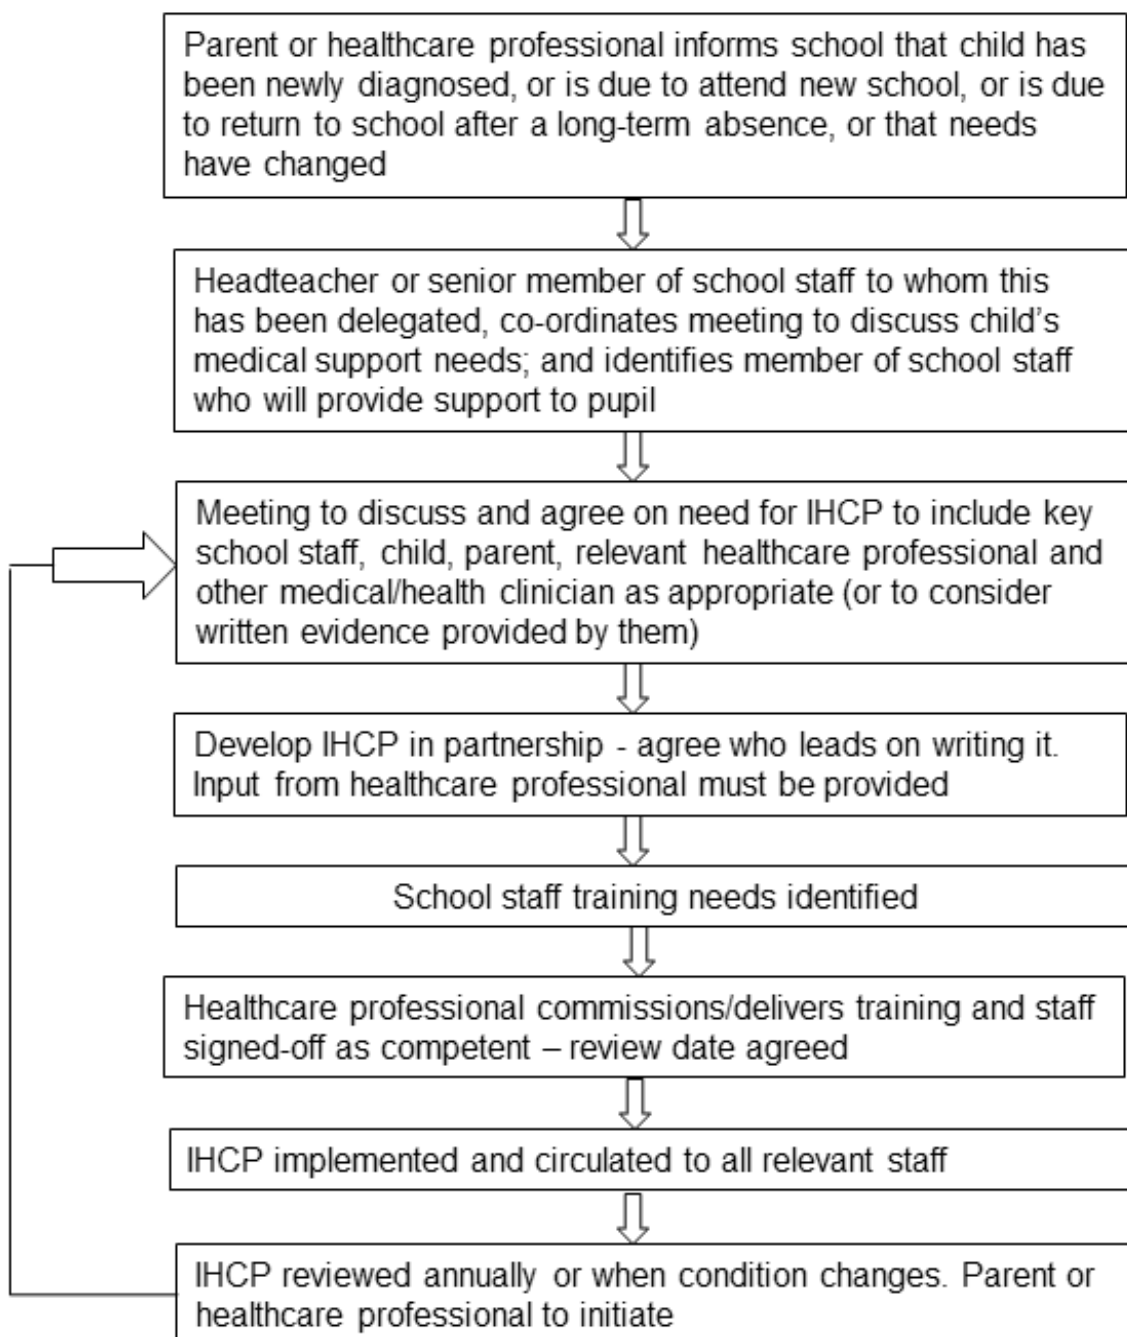 Parent or healthcare professional informs school that child has
been newly diagnosed, or is due to attend new school, or is due
to return to school after a long-term absence, or that needs
have changed
Headteacher or senior member of school staff to whom this
has been delegated, co-ordinates meeting to discuss child's
medical support needs; and identifies member of school staff
who will provide support to pupil
Meeting to discuss and agree on need for IHCP to include key
school staff, child, parent, relevant healthcare professional and
other medical/health clinician as appropriate (or to consider
written evidence provided by them)
Develop IHCP in partnership - agree who leads on writing it.
Input from healthcare professional must be provided
School staff training needs identified
Healthcare professional commissions/delivers training and staff
signed-off as competent – review date agreed
IHCP implemented and circulated to all relevant staff
IHCP reviewed annually or when condition changes. Parent or
healthcare professional to initiate